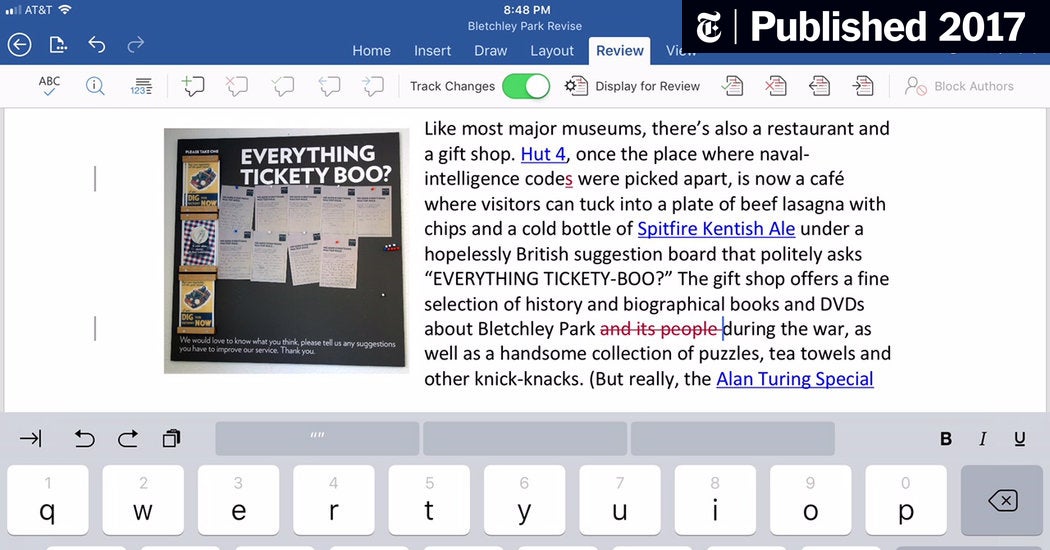 AT&T
8:48 PM
Bletchley Park Revise
T Published 2017
Home Insert Draw Layout Review View
ABC
123
Track Changes
Display for Review
Block Authors
PLEASE TAKE ONE
EVERYTHING
TICKETY BOO?
DIG
FOR VICTORY NOW
DIG
NOW
We would love to know what you think, please tell us any suggestions
you have to improve our service. Thank you.
Like most major museums, there’s also a restaurant and
a gift shop. Hut 4, once the place where naval-
intelligence codes were picked apart, is now a café
where visitors can tuck into a plate of beef lasagna with
chips and a cold bottle of Spitfire Kentish Ale under a
hopelessly British suggestion board that politely asks
“EVERYTHING TICKETY-BOO?” The gift shop offers a fine
selection of history and biographical books and DVDs
about Bletchley Park and its people during the war, as
well as a handsome collection of puzzles, tea towels and
other knick-knacks. (But really, the Alan Turing Special
“”
B I U
1 2 3 4 5 6 7 8 9 0
q w e r t y u i o p